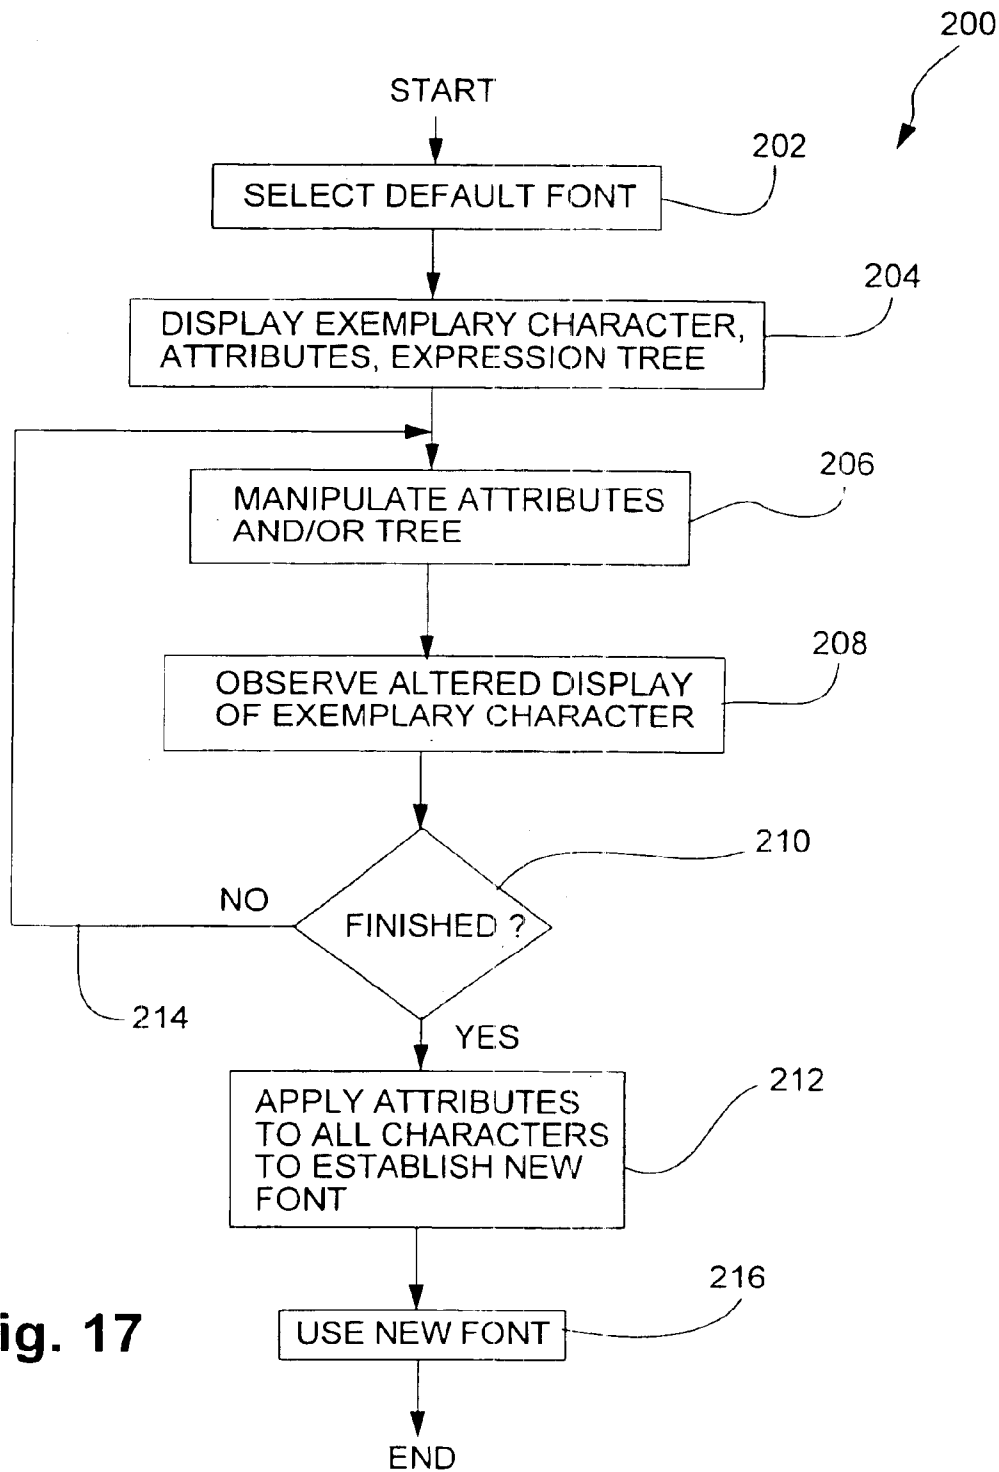 200
START
202
SELECT DEFAULT FONT
204
DISPLAY EXEMPLARY CHARACTER,
ATTRIBUTES, EXPRESSION TREE
206
MANIPULATE ATTRIBUTES
AND/OR TREE
208
OBSERVE ALTERED DISPLAY
OF EXEMPLARY CHARACTER
210
NO
FINISHED ?
214
YES
212
APPLY ATTRIBUTES
TO ALL CHARACTERS
TO ESTABLISH NEW
FONT
216
USE NEW FONT
ig. 17
END